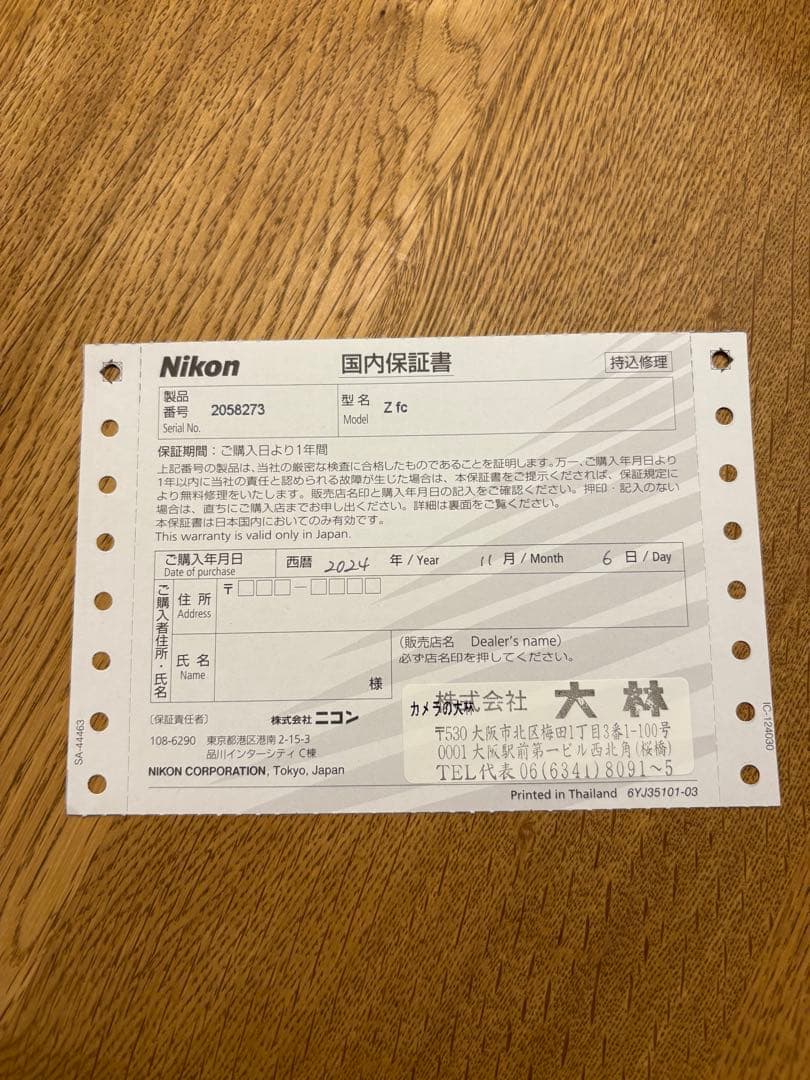 Nikon 国内保証書 持込修理
製品番号 Serial No. 2058273 型名 Model Z fc
保証期間：ご購入日より1年間
上記番号の製品は、当社の厳密な検査に合格したものであることを証明します。万一、ご購入年月日より
1年以内に当社の責任と認められる故障が生じた場合は、本保証書をご提示くだされば、保証規定に
より無料修理をいたします。販売店名印と購入年月日の記入をご確認ください。押印・記入のない
場合は、直ちにご購入店までお申し出ください。詳細は裏面をご覧ください。
本保証書は日本国内においてのみ有効です。
This warranty is valid only in Japan.
ご購入年月日 西暦 2024 年 / Year 11 月 / Month 6 日 / Day
Date of purchase
ご購入者住所・氏名
住所 〒
Address
氏名
Name
様
(販売店名 Dealer's name)
必ず店名印を押してください。
カメラの大林 株式会社 大林
〒530 大阪市北区梅田1丁目3番1-100号
0001 大阪駅前第一ビル西北角(桜橋)
TEL代表 06(6341)8091～5
〔保証責任者〕 株式会社 ニコン
108-6290 東京都港区港南 2-15-3
品川インターシティ C棟
NIKON CORPORATION, Tokyo, Japan
Printed in Thailand 6YJ35101-03
SA-44463
IC-124030